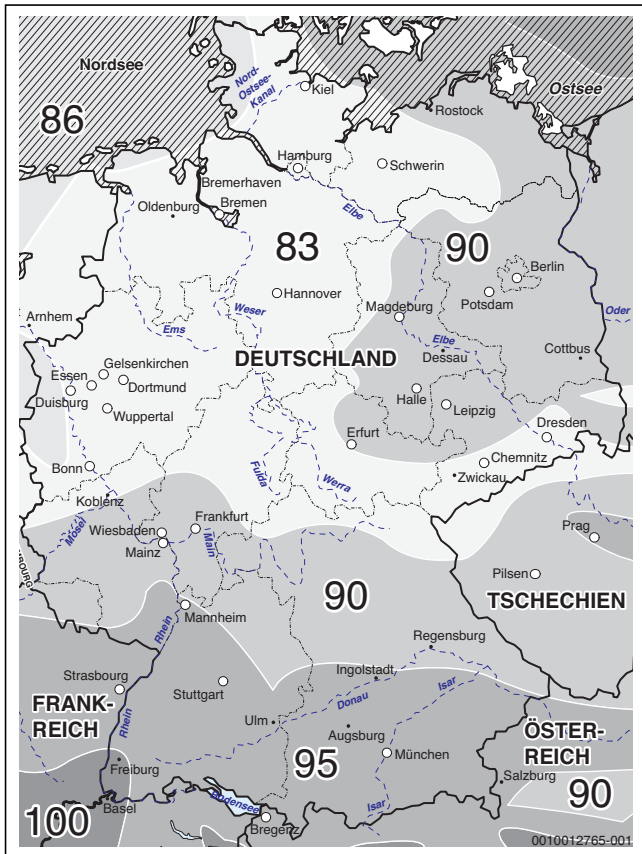 Nordsee
Nord-
Ostsee-
Kanal
Kiel
Ostsee
86
Rostock
Hamburg
Schwerin
Bremerhaven
Oldenburg
Bremen
Elbe
83
90
Berlin
Hannover
Potsdam
Magdeburg
Weser
Oder
Arnhem
Ems
Elbe
DEUTSCHLAND
Dessau
Cottbus
Gelsenkirchen
Essen
Dortmund
Duisburg
Halle
Leipzig
Wuppertal
Dresden
Erfurt
Chemnitz
Bonn
Zwickau
Fulda
Werra
Koblenz
Mosel
Wiesbaden
Frankfurt
Main
Mainz
Prag
BOURG
Pilsen
90
TSCHECHIEN
Mannheim
Rhein
Regensburg
Strasbourg
Stuttgart
Ingolstadt
Isar
Donau
FRANK-
REICH
Rhein
Ulm
Augsburg
ÖSTER-
REICH
München
95
Freiburg
Salzburg
90
Bodensee
100
Basel
Isar
Bregenz
0010012765-001